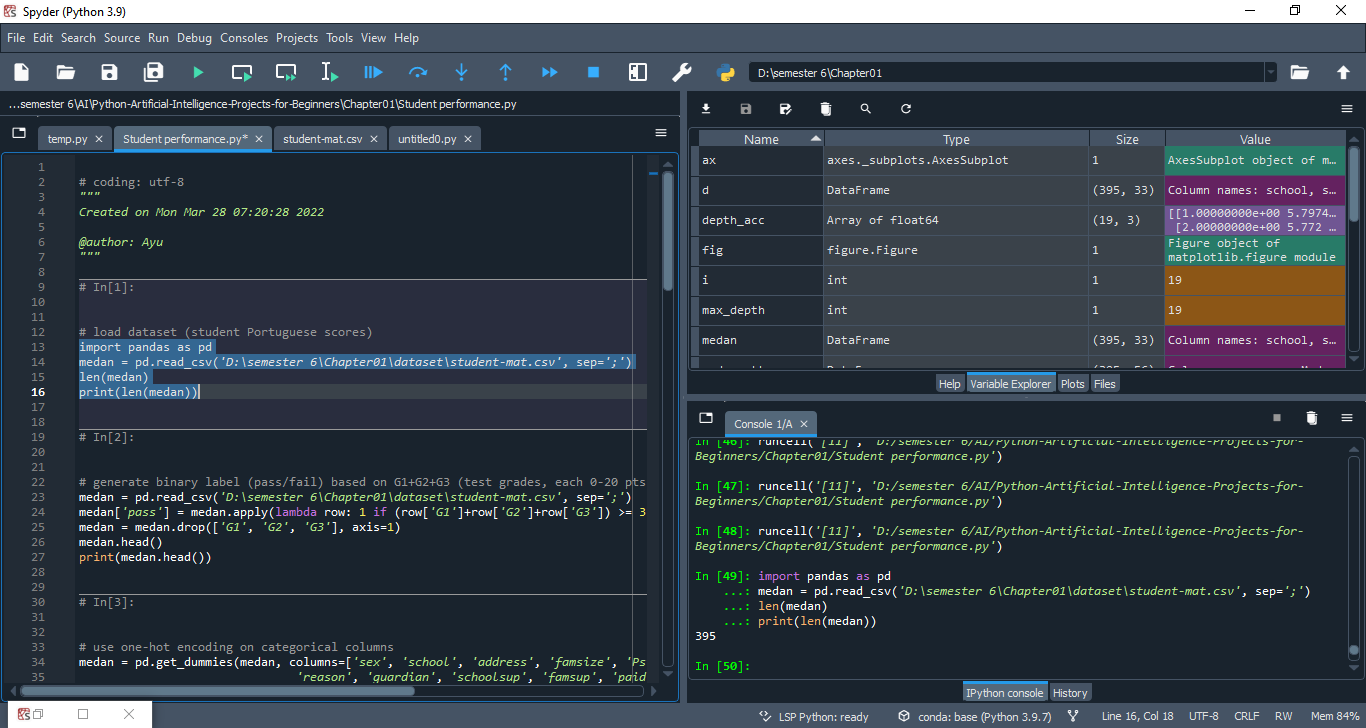 Spyder (Python 3.9)
File Edit Search Source Run Debug Consoles Projects Tools View Help
D:\semester 6\Chapter01
...semester 6\AI\Python-Artificial-Intelligence-Projects-for-Beginners\Chapter01\Student performance.py
temp.py Student performance.py* student-mat.csv untitled0.py
1
2 # coding: utf-8
3 """
4 Created on Mon Mar 28 07:20:28 2022
5
6 @author: Ayu
7 """
8
9 # In[1]:
10
11
12 # load dataset (student Portuguese scores)
13 import pandas as pd
14 medan = pd.read_csv('D:\semester 6\Chapter01\dataset\student-mat.csv', sep=';')
15 len(medan)
16 print(len(medan))
17
18
19 # In[2]:
20
21
22 # generate binary label (pass/fail) based on G1+G2+G3 (test grades, each 0-20 pts
23 medan = pd.read_csv('D:\semester 6\Chapter01\dataset\student-mat.csv', sep=';')
24 medan['pass'] = medan.apply(lambda row: 1 if (row['G1']+row['G2']+row['G3']) >= 3
25 medan = medan.drop(['G1', 'G2', 'G3'], axis=1)
26 medan.head()
27 print(medan.head())
28
29
30 # In[3]:
31
32
33 # use one-hot encoding on categorical columns
34 medan = pd.get_dummies(medan, columns=['sex', 'school', 'address', 'famsize', 'Ps
35 'reason', 'guardian', 'schoolsup', 'famsup', 'paid
Name Type Size Value
ax axes._subplots.AxesSubplot 1 AxesSubplot object of m...
d DataFrame (395, 33) Column names: school, s...
depth_acc Array of float64 (19, 3) [[1.00000000e+00 5.7974...
[2.00000000e+00 5.772 ...
fig figure.Figure 1 Figure object of
matplotlib.figure module
i int 1 19
max_depth int 1 19
medan DataFrame (395, 33) Column names: school, s...
Help Variable Explorer Plots Files
Console 1/A
In [46]: runcell('[11]', 'D:/semester 6/AI/Python-Artificial-Intelligence-Projects-for-
Beginners/Chapter01/Student performance.py')
In [47]: runcell('[11]', 'D:/semester 6/AI/Python-Artificial-Intelligence-Projects-for-
Beginners/Chapter01/Student performance.py')
In [48]: runcell('[11]', 'D:/semester 6/AI/Python-Artificial-Intelligence-Projects-for-
Beginners/Chapter01/Student performance.py')
In [49]: import pandas as pd
...: medan = pd.read_csv('D:\semester 6\Chapter01\dataset\student-mat.csv', sep=';')
...: len(medan)
...: print(len(medan))
395
In [50]:
IPython console History
LSP Python: ready conda: base (Python 3.9.7) Line 16, Col 18 UTF-8 CRLF RW Mem 84%